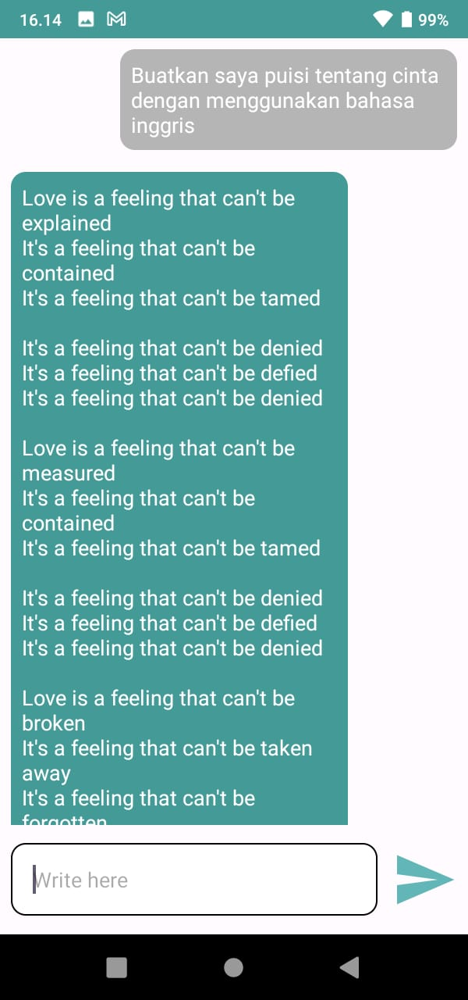 16.14
99%
Buatkan saya puisi tentang cinta
dengan menggunakan bahasa
inggris
Love is a feeling that can't be
explained
It's a feeling that can't be
contained
It's a feeling that can't be tamed
It's a feeling that can't be denied
It's a feeling that can't be defied
It's a feeling that can't be denied
Love is a feeling that can't be
measured
It's a feeling that can't be
contained
It's a feeling that can't be tamed
It's a feeling that can't be denied
It's a feeling that can't be defied
It's a feeling that can't be denied
Love is a feeling that can't be
broken
It's a feeling that can't be taken
away
It's a feeling that can't be
forgotten
Write here